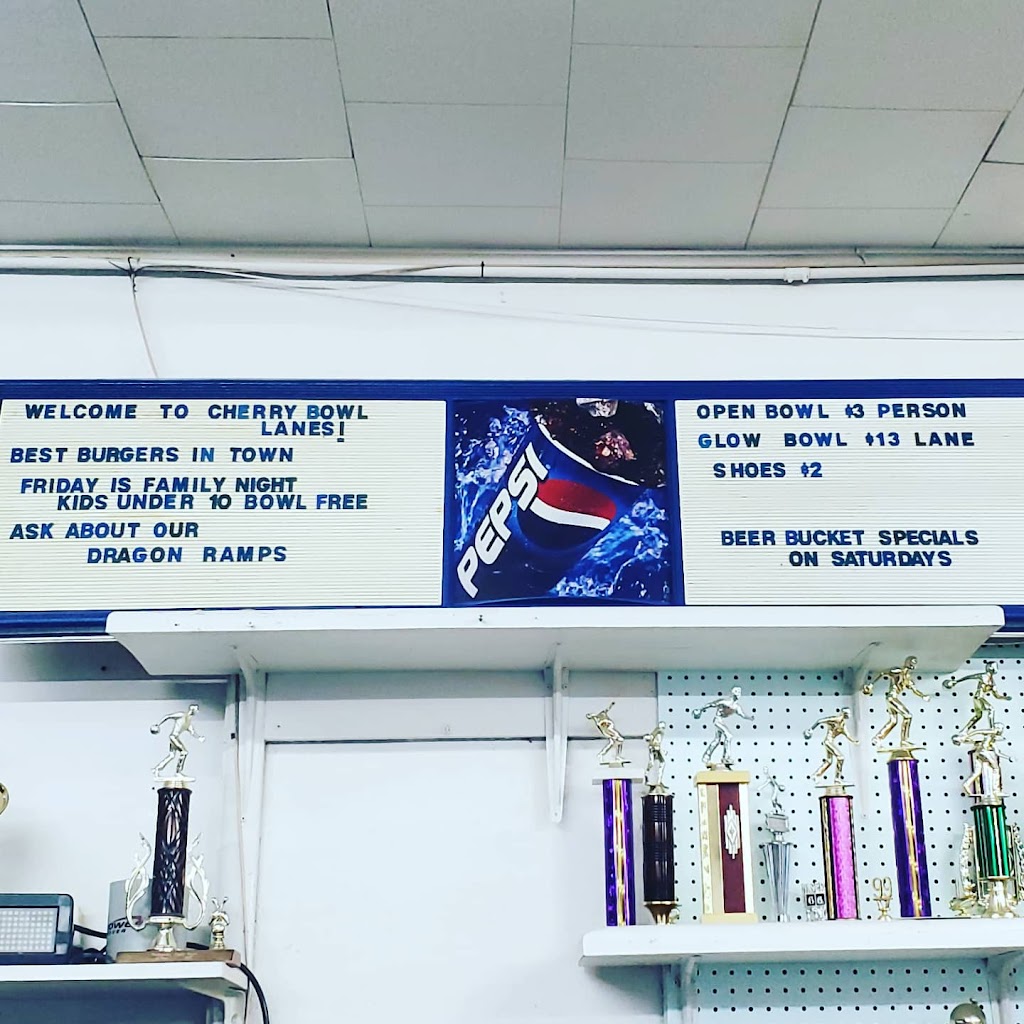 WELCOME TO CHERRY BOWL
LANES!
BEST BURGERS IN TOWN
FRIDAY IS FAMILY NIGHT
KIDS UNDER 10 BOWL FREE
ASK ABOUT OUR
DRAGON RAMPS
PEPSI
OPEN BOWL $3 PERSON
GLOW BOWL $13 LANE
SHOES $2
BEER BUCKET SPECIALS
ON SATURDAYS